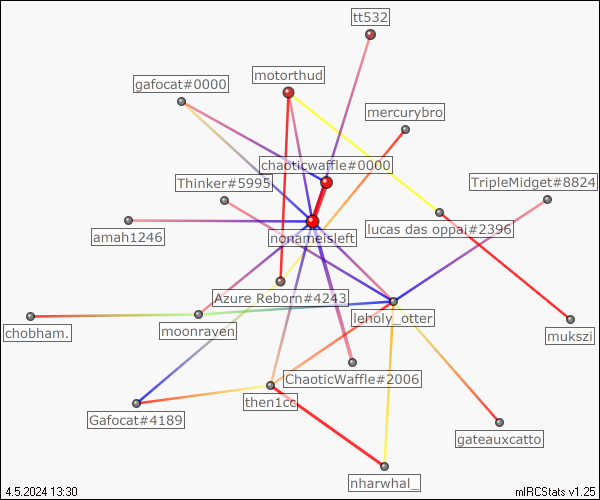 tt532
motorthud
gafocat#0000
mercurybro
chaoticwaffle#0000
Thinker#5995
TripleMidget#8824
amah1246
nonameisleft
lucas das oppai#2396
Azure Reborn#4243
leholy_otter
chobham.
moonraven
mukszi
ChaoticWaffle#2006
then1cc
Gafocat#4189
gateauxcatto
nharwhal_
4.5.2024 13:30
mIRCStats v1.25